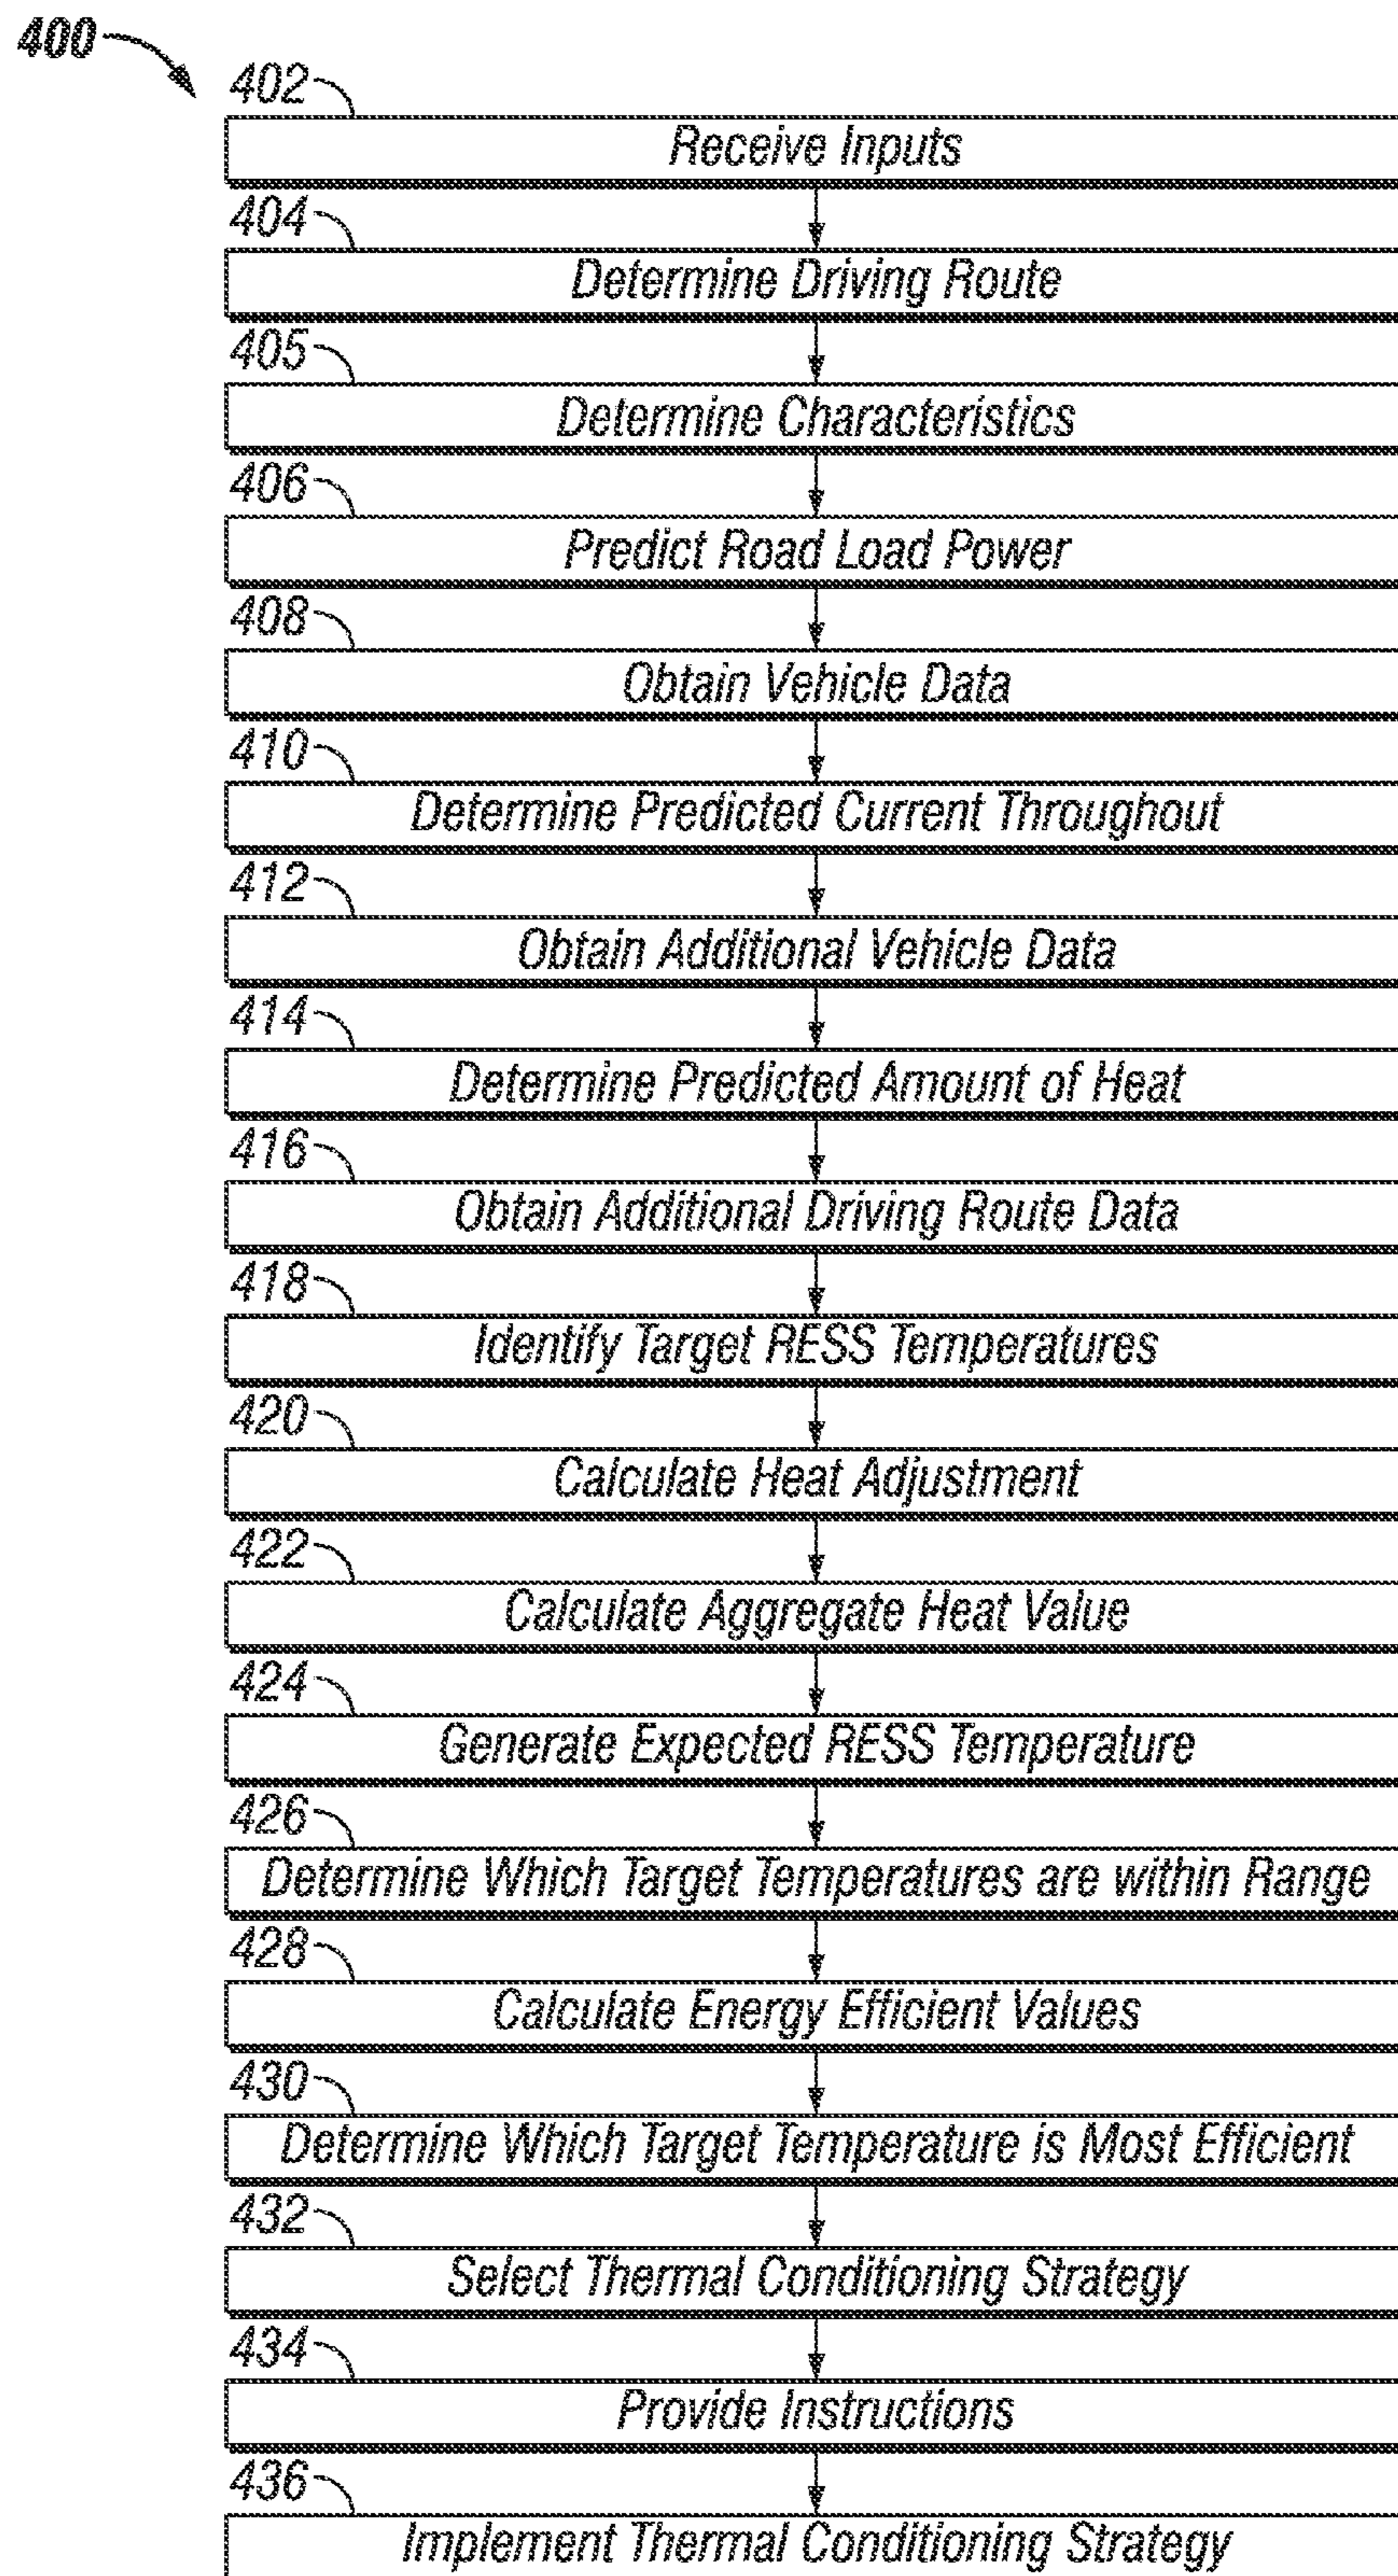 400
402
Receive Inputs
404
Determine Driving Route
405
Determine Characteristics
406
Predict Road Load Power
408
Obtain Vehicle Data
410
Determine Predicted Current Throughout
412
Obtain Additional Vehicle Data
414
Determine Predicted Amount of Heat
416
Obtain Additional Driving Route Data
418
Identify Target RESS Temperatures
420
Calculate Heat Adjustment
422
Calculate Aggregate Heat Value
424
Generate Expected RESS Temperature
426
Determine Which Target Temperatures are within Range
428
Calculate Energy Efficient Values
430
Determine Which Target Temperature is Most Efficient
432
Select Thermal Conditioning Strategy
434
Provide Instructions
436
Implement Thermal Conditioning Strategy